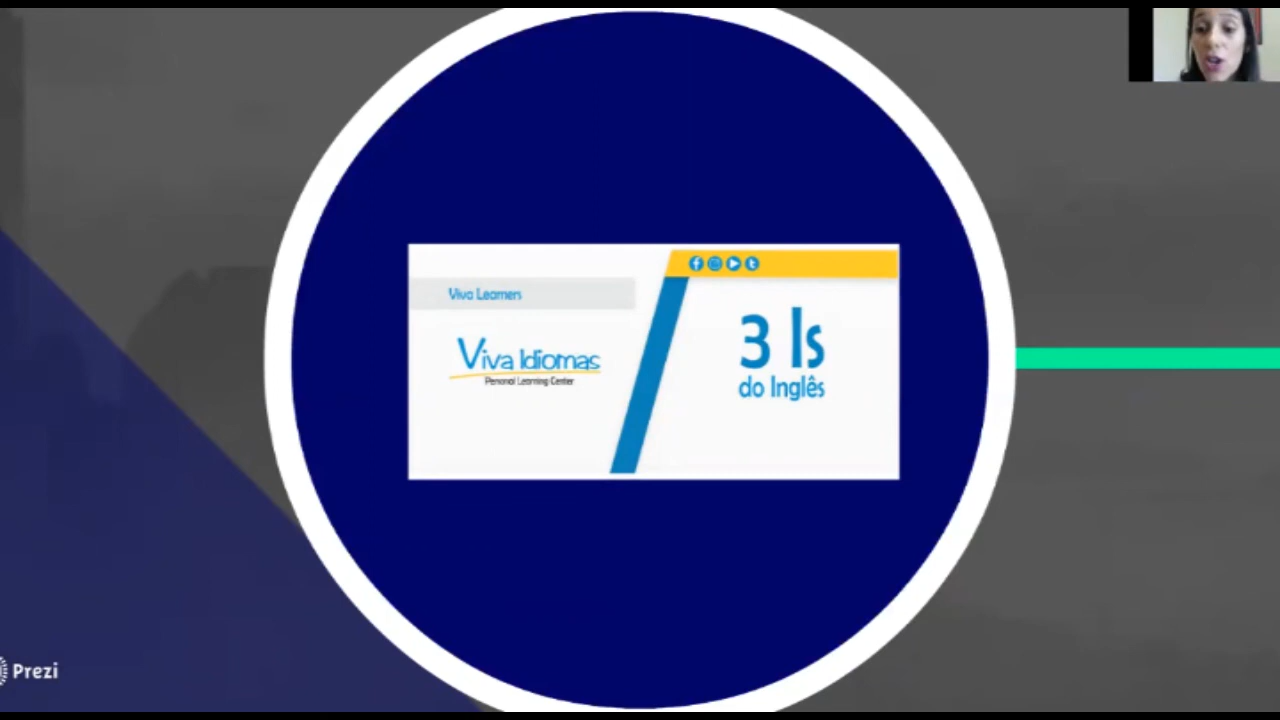 Viva Learners
Viva Idiomas
Personal Learning Center
3 Is
do Inglês
Prezi